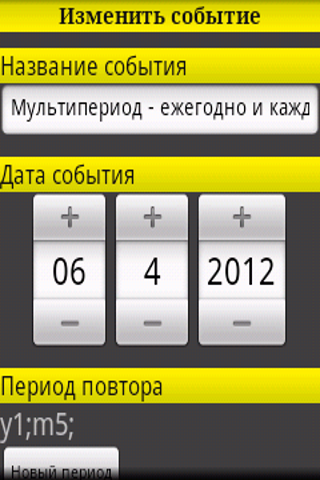 Изменить событие
Название события
Мультипериод - ежегодно и кажд
Дата события
+ + +
06 4 2012
− − −
Период повтора
y1;m5;
Новый период